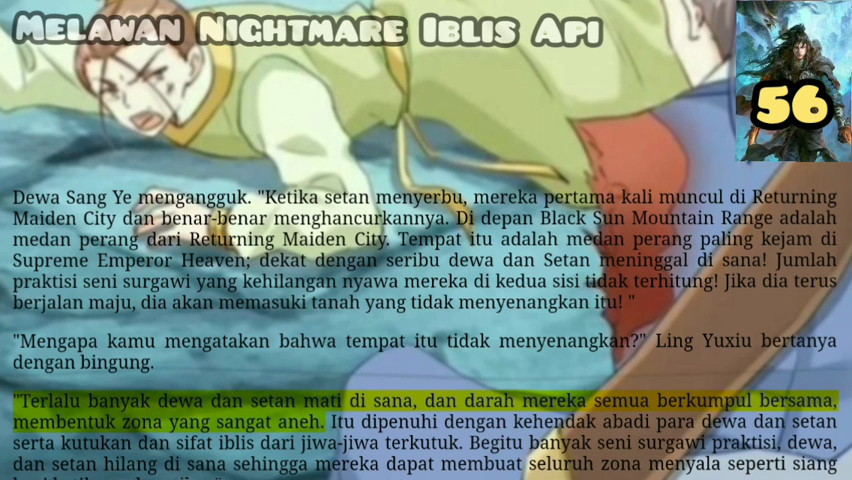 Melawan Nightmare Iblis Api
56
Dewa Sang Ye mengangguk. "Ketika setan menyerbu, mereka pertama kali muncul di Returning
Maiden City dan benar-benar menghancurkannya. Di depan Black Sun Mountain Range adalah
medan perang dari Returning Maiden City. Tempat itu adalah medan perang paling kejam di
Supreme Emperor Heaven; dekat dengan seribu dewa dan Setan meninggal di sana! Jumlah
praktisi seni surgawi yang kehilangan nyawa mereka di kedua sisi tidak terhitung! Jika dia terus
berjalan maju, dia akan memasuki tanah yang tidak menyenangkan itu! "
"Mengapa kamu mengatakan bahwa tempat itu tidak menyenangkan?" Ling Yuxiu bertanya
dengan bingung.
"Terlalu banyak dewa dan setan mati di sana, dan darah mereka semua berkumpul bersama,
membentuk zona yang sangat aneh. Itu dipenuhi dengan kehendak abadi para dewa dan setan
serta kutukan dan sifat iblis dari jiwa-jiwa terkutuk. Begitu banyak seni surgawi praktisi, dewa,
dan setan hilang di sana sehingga mereka dapat membuat seluruh zona menyala seperti siang